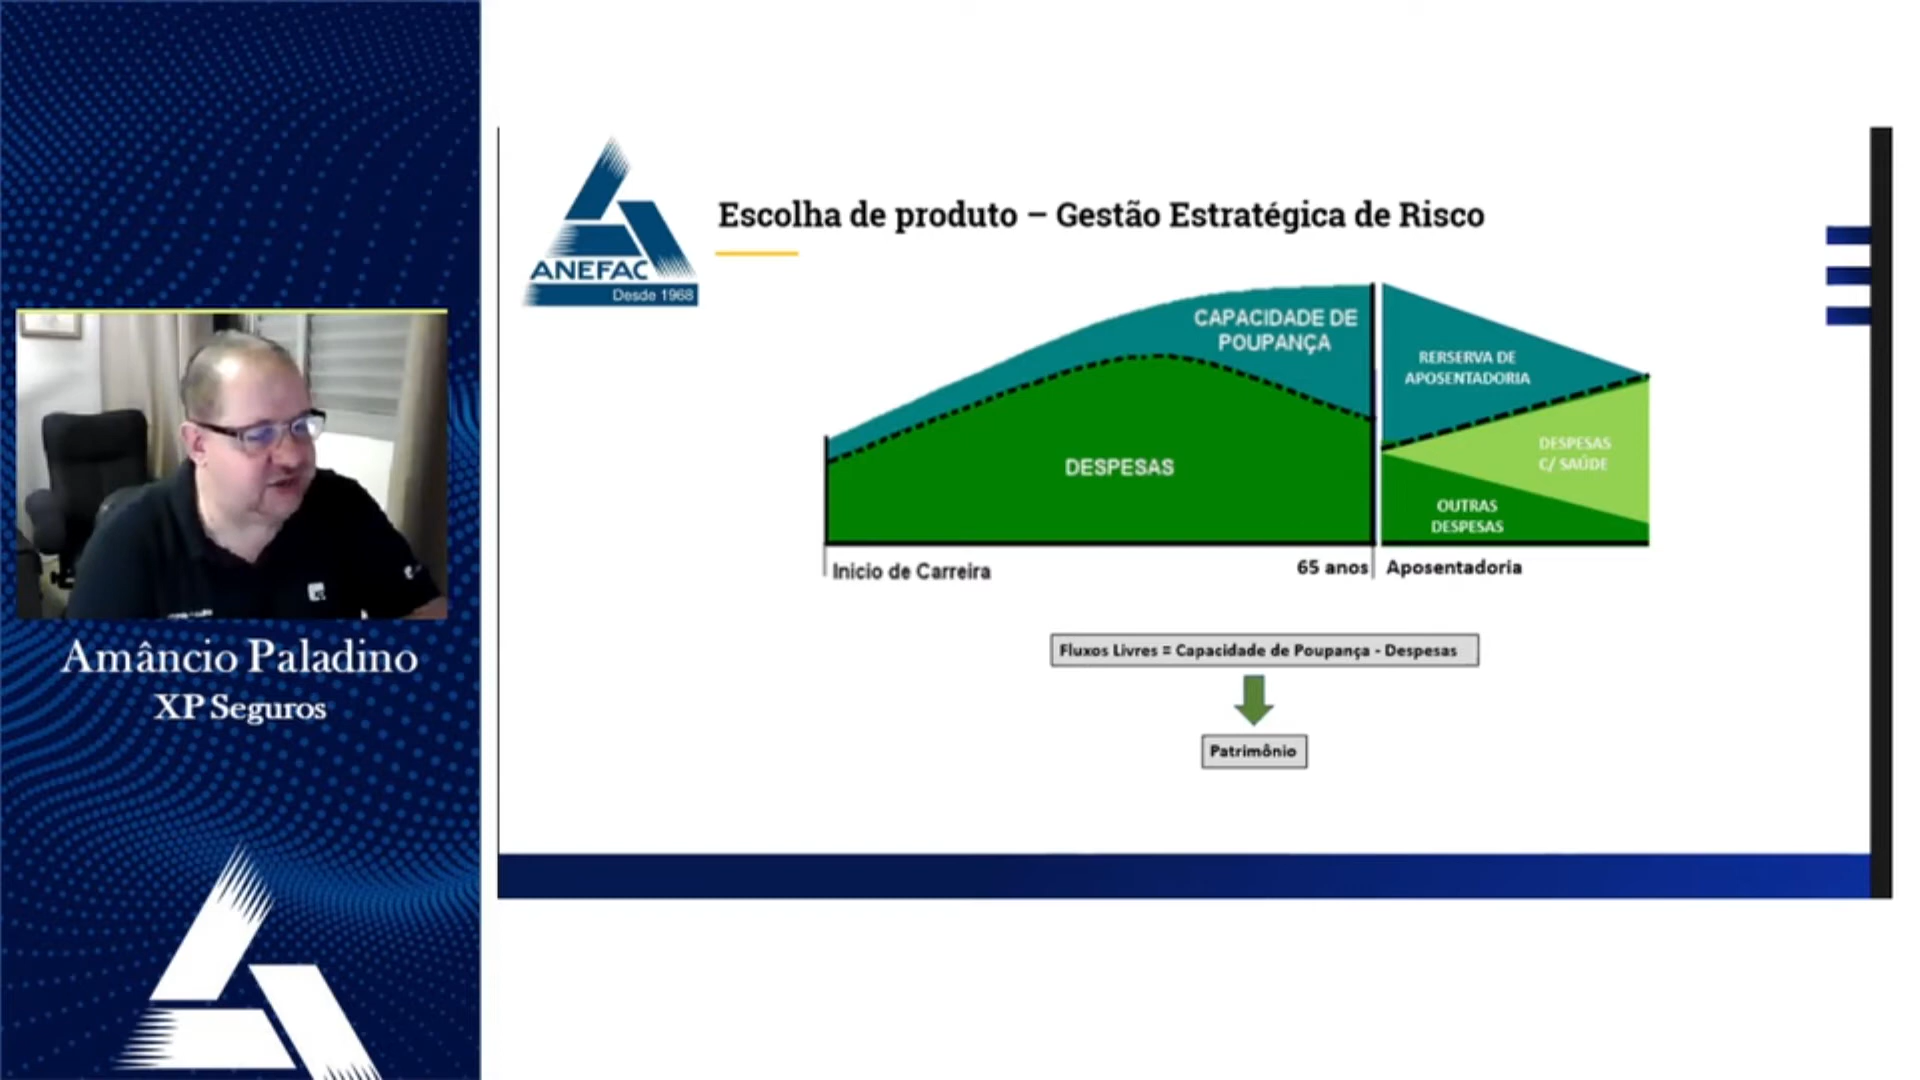 ANEFAC
Desde 1968
Escolha de produto – Gestão Estratégica de Risco
CAPACIDADE DE
POUPANÇA
RERSERVA DE
APOSENTADORIA
DESPESAS
DESPESAS
C/ SAÚDE
OUTRAS
DESPESAS
Inicio de Carreira
65 anos
Aposentadoria
Fluxos Livres = Capacidade de Poupança - Despesas
Patrimônio
Amâncio Paladino
XP Seguros